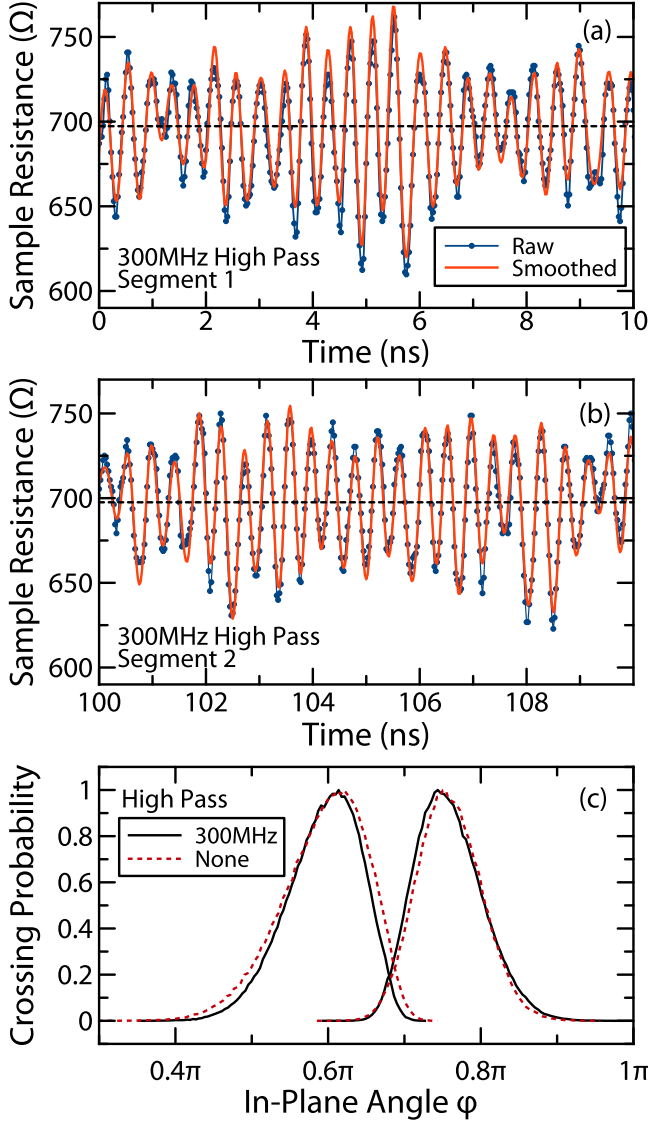 (a)
Sample Resistance (Ω)
750
700
650
600
300MHz High Pass
Segment 1
Raw
Smoothed
0 2 4 6 8 10
Time (ns)
(b)
Sample Resistance (Ω)
750
700
650
600
300MHz High Pass
Segment 2
100 102 104 106 108
Time (ns)
(c)
Crossing Probability
1
0.8
0.6
0.4
0.2
0
High Pass
300MHz
None
0.4π 0.6π 0.8π 1π
In-Plane Angle φ